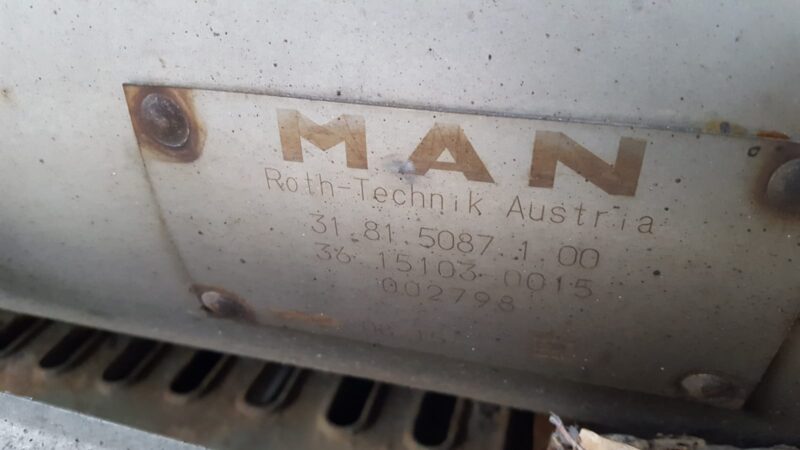 MAN
Roth-Technik Austria
31 81 5087 1 00
36 15103 0015
002798